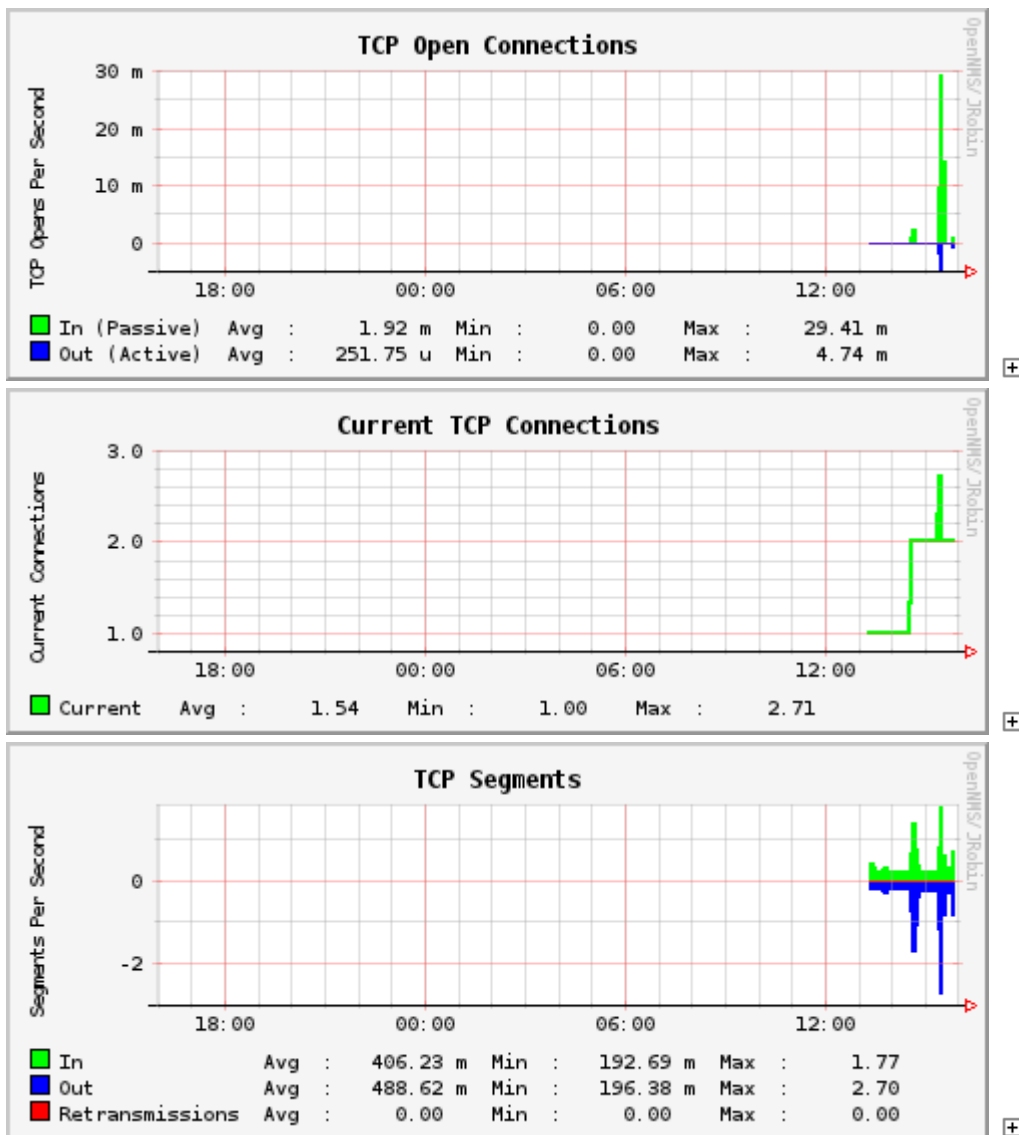 TCP Open Connections
OpenNMS/JRobin
TCP Opens Per Second
30 m
20 m
10 m
0
18:00 00:00 06:00 12:00
In (Passive) Avg : 1.92 m Min : 0.00 Max : 29.41 m
Out (Active) Avg : 251.75 u Min : 0.00 Max : 4.74 m
Current TCP Connections
OpenNMS/JRobin
Current Connections
3.0
2.0
1.0
18:00 00:00 06:00 12:00
Current Avg : 1.54 Min : 1.00 Max : 2.71
TCP Segments
OpenNMS/JRobin
Segments Per Second
0
-2
18:00 00:00 06:00 12:00
In Avg : 406.23 m Min : 192.69 m Max : 1.77
Out Avg : 488.62 m Min : 196.38 m Max : 2.70
Retransmissions Avg : 0.00 Min : 0.00 Max : 0.00